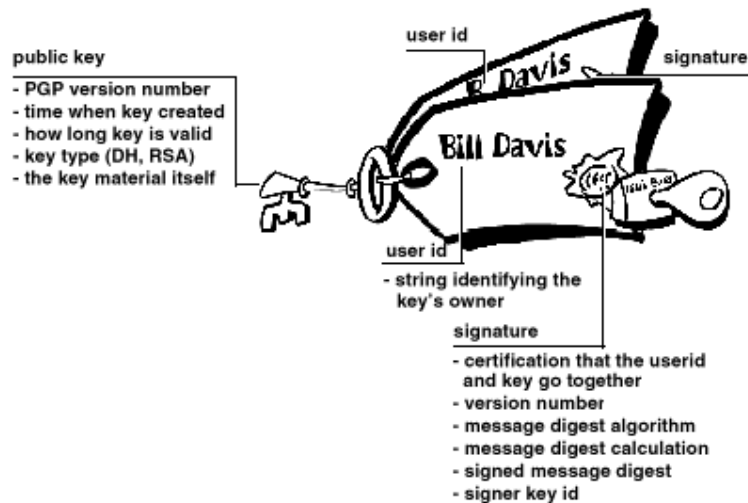 user id
public key
signature
- PGP version number
- time when key created
- how long key is valid
- key type (DH, RSA)
- the key material itself
Davis
Bill Davis
user id
- string identifying the
key's owner
signature
- certification that the userid
and key go together
- version number
- message digest algorithm
- message digest calculation
- signed message digest
- signer key id